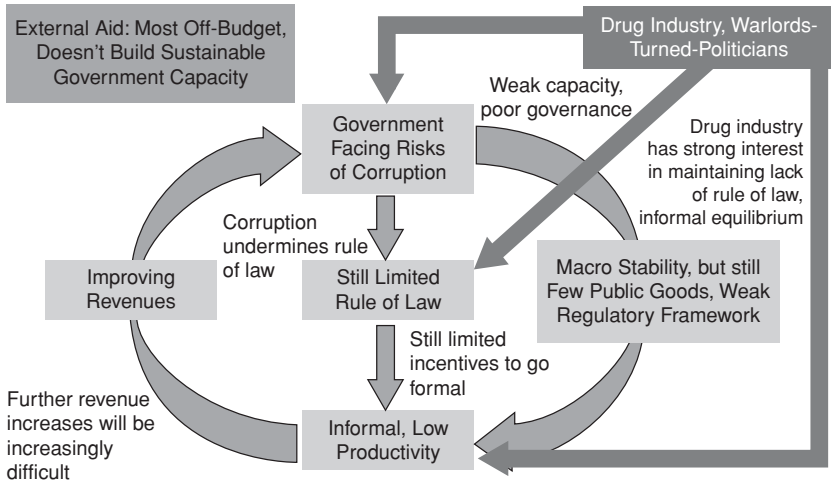 External Aid: Most Off-Budget,
Doesn't Build Sustainable
Government Capacity
Drug Industry, Warlords-
Turned-Politicians
Weak capacity,
poor governance
Government
Facing Risks
of Corruption
Drug industry
has strong interest
in maintaining lack
of rule of law,
informal equilibrium
Corruption
undermines rule
of law
Improving
Revenues
Still Limited
Rule of Law
Macro Stability, but still
Few Public Goods, Weak
Regulatory Framework
Still limited
incentives to go
formal
Further revenue
increases will be
increasingly
difficult
Informal, Low
Productivity